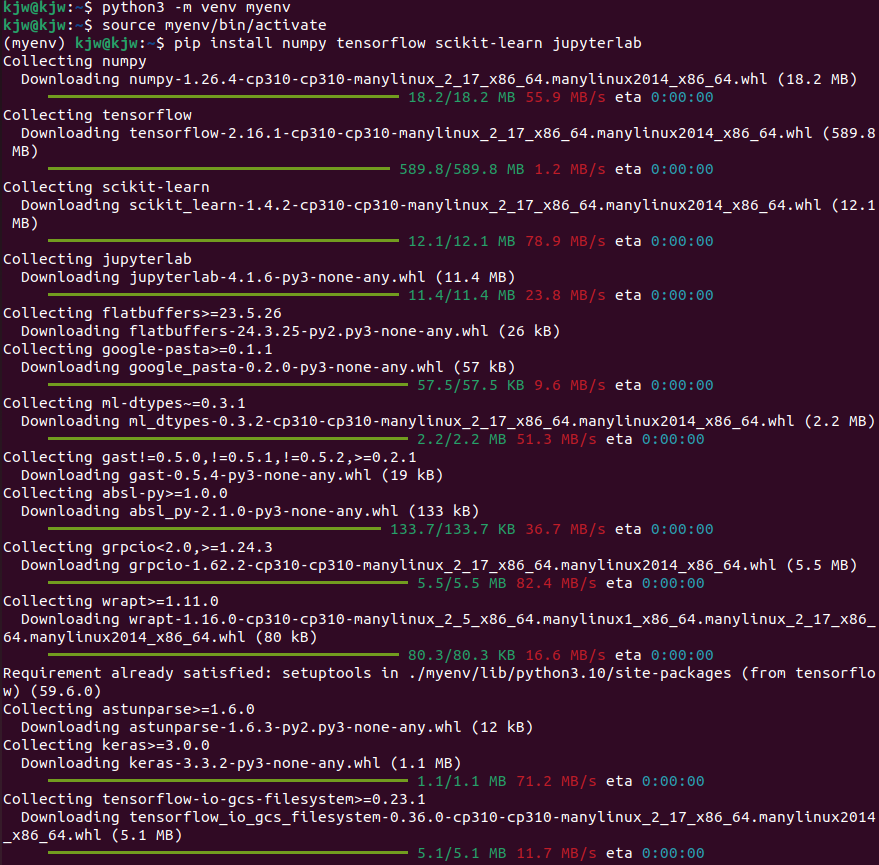 kjw@kjw:~$ python3 -m venv myenv
kjw@kjw:~$ source myenv/bin/activate
(myenv) kjw@kjw:~$ pip install numpy tensorflow scikit-learn jupyterlab
Collecting numpy
  Downloading numpy-1.26.4-cp310-cp310-manylinux_2_17_x86_64.manylinux2014_x86_64.whl (18.2 MB)
18.2/18.2 MB 55.9 MB/s eta 0:00:00
Collecting tensorflow
  Downloading tensorflow-2.16.1-cp310-cp310-manylinux_2_17_x86_64.manylinux2014_x86_64.whl (589.8
 MB)
589.8/589.8 MB 1.2 MB/s eta 0:00:00
Collecting scikit-learn
  Downloading scikit_learn-1.4.2-cp310-cp310-manylinux_2_17_x86_64.manylinux2014_x86_64.whl (12.1
 MB)
12.1/12.1 MB 78.9 MB/s eta 0:00:00
Collecting jupyterlab
  Downloading jupyterlab-4.1.6-py3-none-any.whl (11.4 MB)
11.4/11.4 MB 23.8 MB/s eta 0:00:00
Collecting flatbuffers>=23.5.26
  Downloading flatbuffers-24.3.25-py2.py3-none-any.whl (26 kB)
Collecting google-pasta>=0.1.1
  Downloading google_pasta-0.2.0-py3-none-any.whl (57 kB)
57.5/57.5 KB 9.6 MB/s eta 0:00:00
Collecting ml-dtypes~=0.3.1
  Downloading ml_dtypes-0.3.2-cp310-cp310-manylinux_2_17_x86_64.manylinux2014_x86_64.whl (2.2 MB)
2.2/2.2 MB 51.3 MB/s eta 0:00:00
Collecting gast!=0.5.0,!=0.5.1,!=0.5.2,>=0.2.1
  Downloading gast-0.5.4-py3-none-any.whl (19 kB)
Collecting absl-py>=1.0.0
  Downloading absl_py-2.1.0-py3-none-any.whl (133 kB)
133.7/133.7 KB 36.7 MB/s eta 0:00:00
Collecting grpcio<2.0,>=1.24.3
  Downloading grpcio-1.62.2-cp310-cp310-manylinux_2_17_x86_64.manylinux2014_x86_64.whl (5.5 MB)
5.5/5.5 MB 82.4 MB/s eta 0:00:00
Collecting wrapt>=1.11.0
  Downloading wrapt-1.16.0-cp310-cp310-manylinux_2_5_x86_64.manylinux1_x86_64.manylinux_2_17_x86_
64.manylinux2014_x86_64.whl (80 kB)
80.3/80.3 KB 16.6 MB/s eta 0:00:00
Requirement already satisfied: setuptools in ./myenv/lib/python3.10/site-packages (from tensorflo
w) (59.6.0)
Collecting astunparse>=1.6.0
  Downloading astunparse-1.6.3-py2.py3-none-any.whl (12 kB)
Collecting keras>=3.0.0
  Downloading keras-3.3.2-py3-none-any.whl (1.1 MB)
1.1/1.1 MB 71.2 MB/s eta 0:00:00
Collecting tensorflow-io-gcs-filesystem>=0.23.1
  Downloading tensorflow_io_gcs_filesystem-0.36.0-cp310-cp310-manylinux_2_17_x86_64.manylinux2014
_x86_64.whl (5.1 MB)
5.1/5.1 MB 11.7 MB/s eta 0:00:00